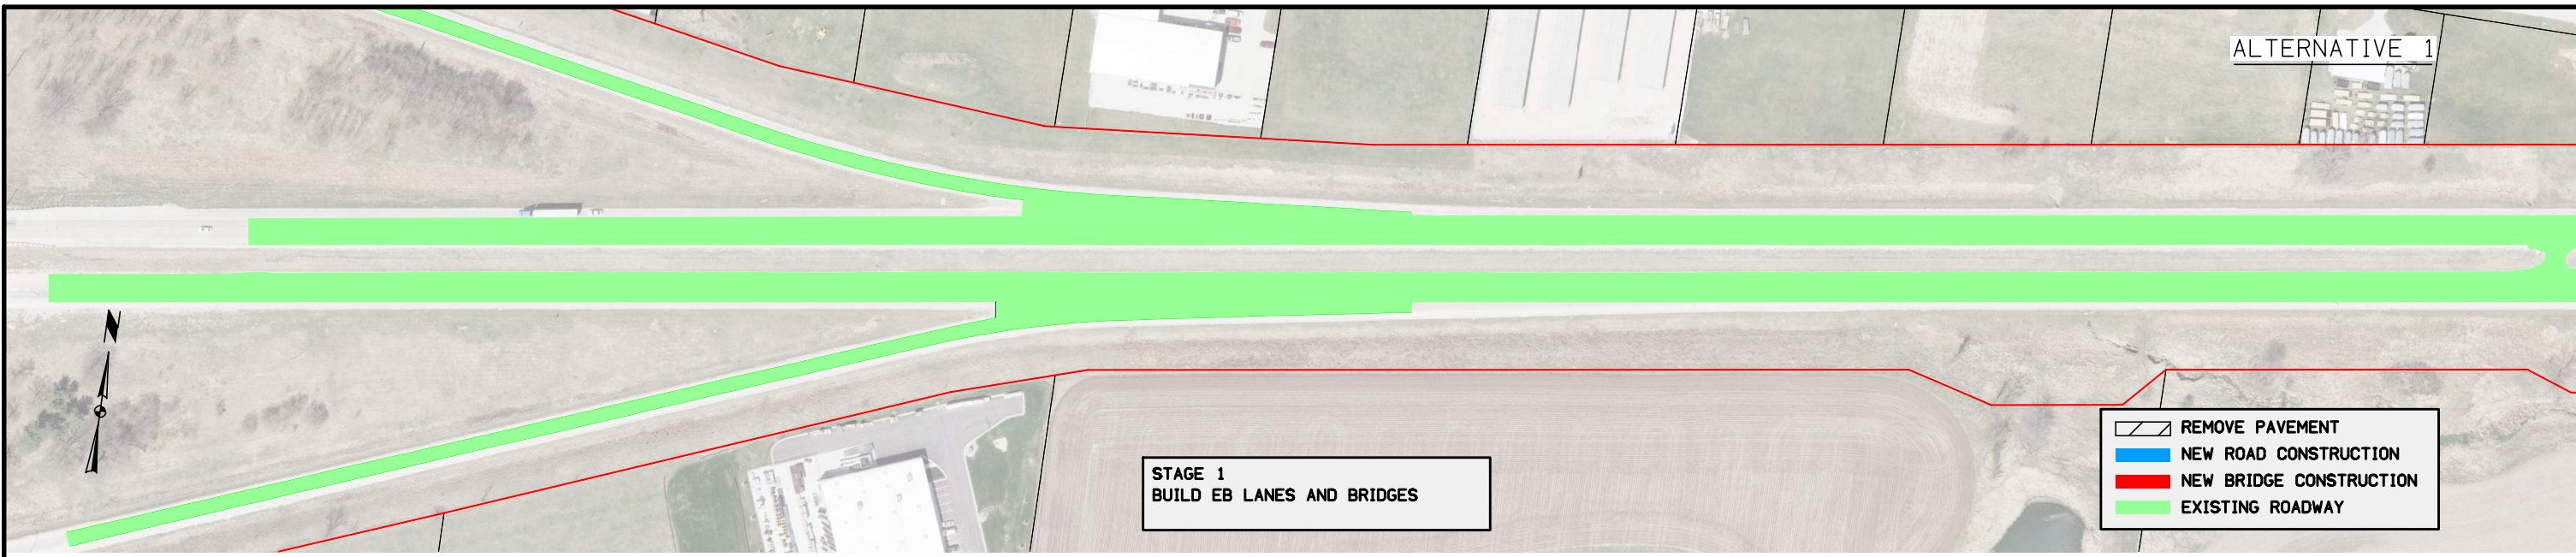 ALTERNATIVE 1
N
STAGE 1
BUILD EB LANES AND BRIDGES
REMOVE PAVEMENT
NEW ROAD CONSTRUCTION
NEW BRIDGE CONSTRUCTION
EXISTING ROADWAY